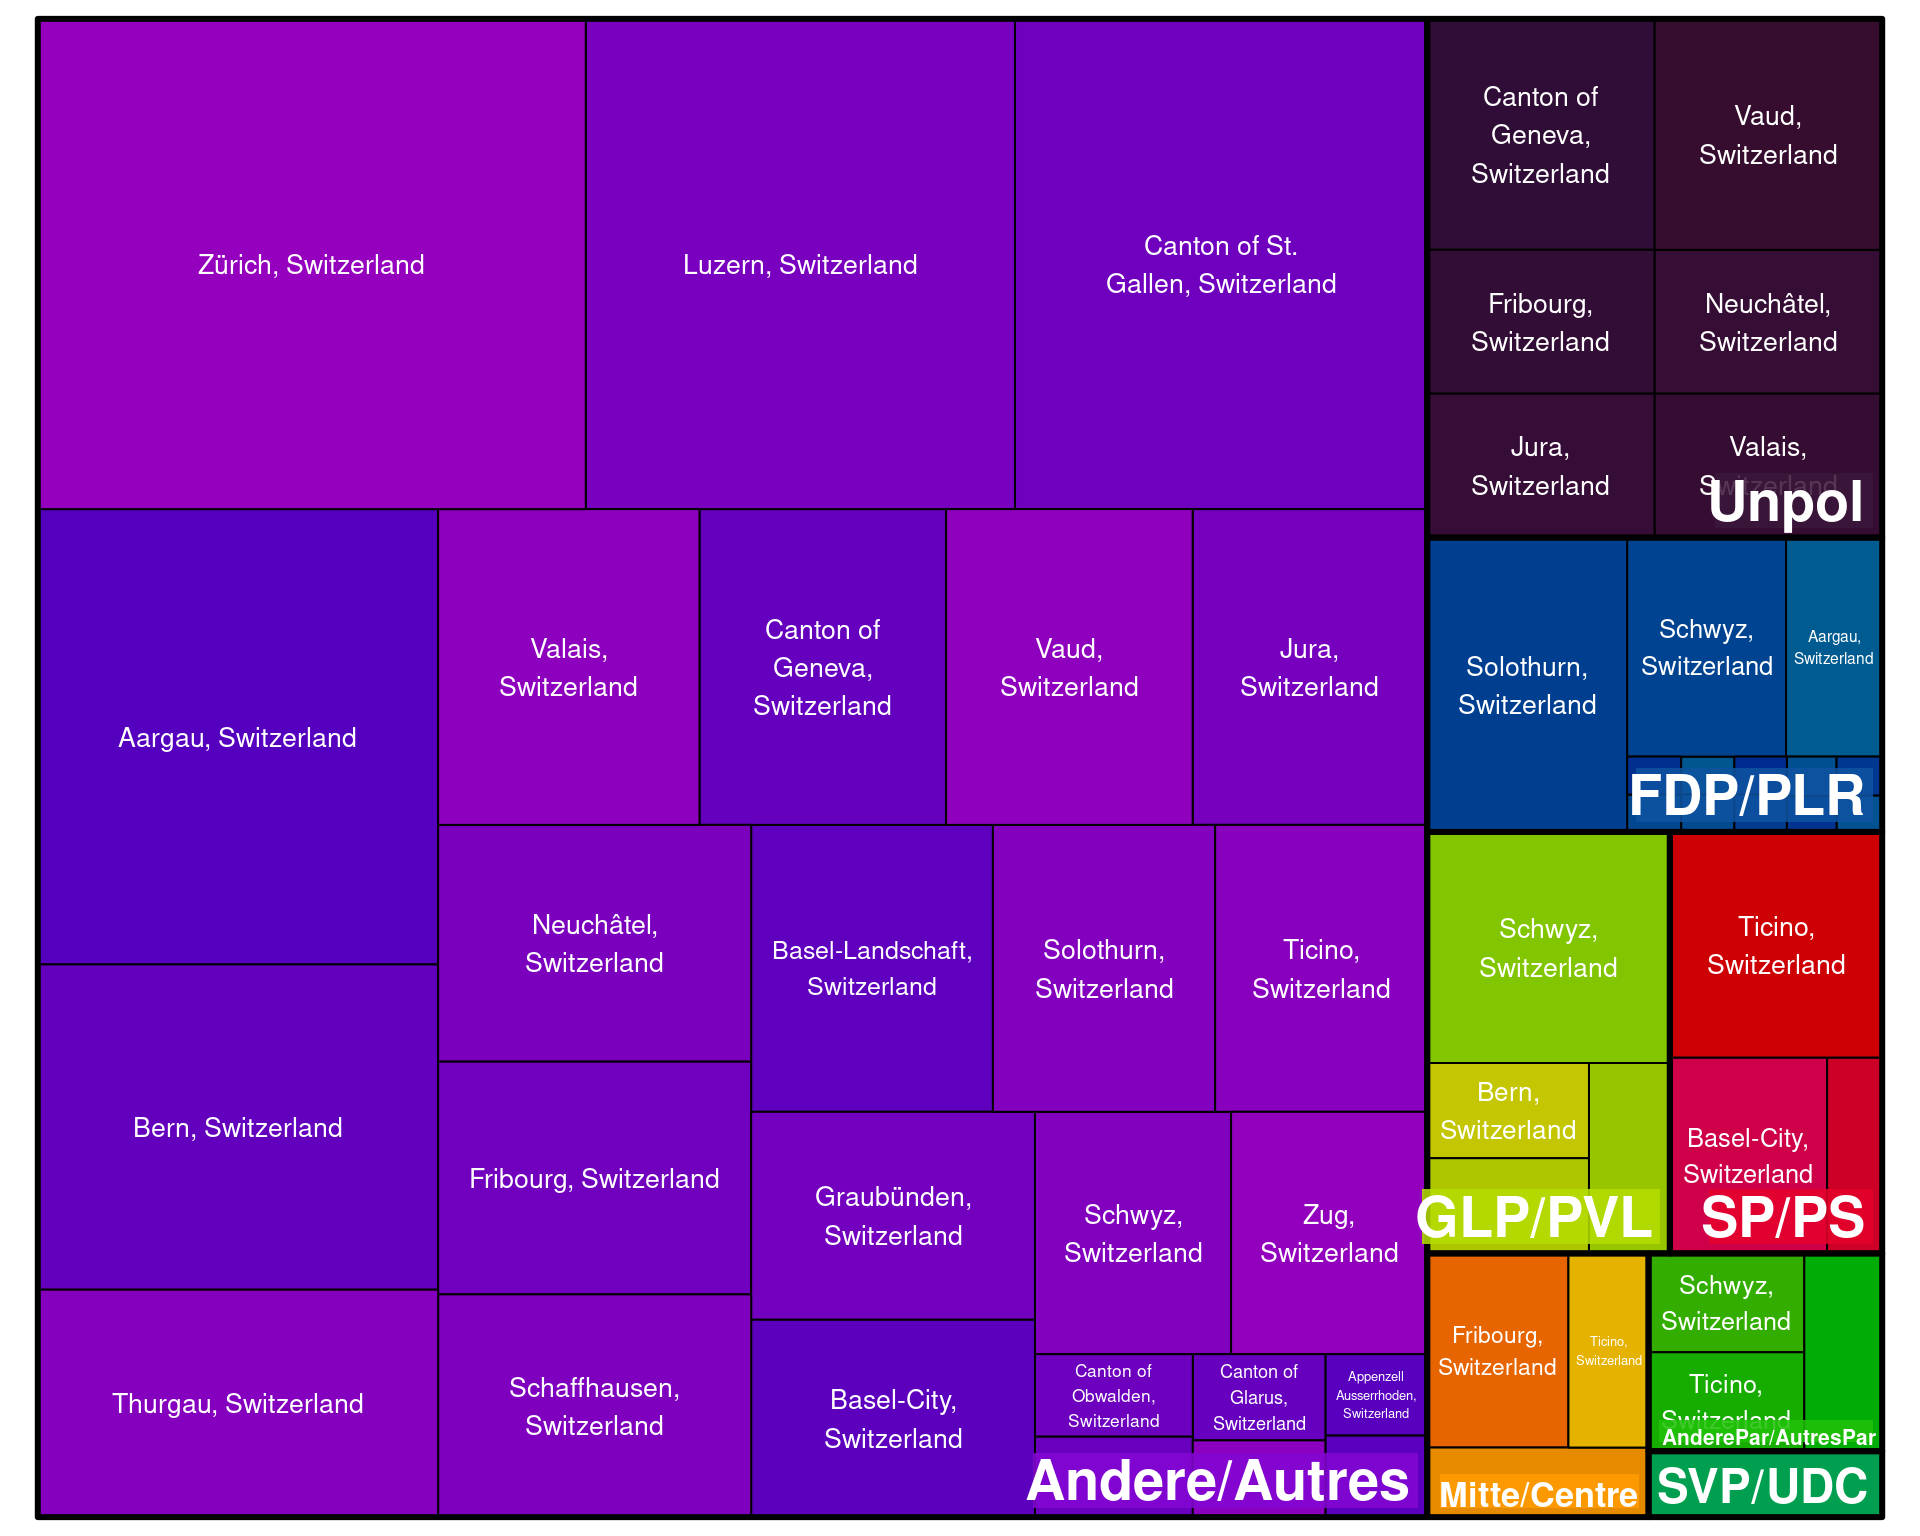 Zürich, Switzerland
Luzern, Switzerland
Canton of St.
Gallen, Switzerland
Aargau, Switzerland
Valais,
Switzerland
Canton of
Geneva,
Switzerland
Vaud,
Switzerland
Jura,
Switzerland
Bern, Switzerland
Neuchâtel,
Switzerland
Basel-Landschaft,
Switzerland
Solothurn,
Switzerland
Ticino,
Switzerland
Fribourg, Switzerland
Graubünden,
Switzerland
Schwyz,
Switzerland
Zug,
Switzerland
Thurgau, Switzerland
Schaffhausen,
Switzerland
Basel-City,
Switzerland
Canton of
Obwalden,
Switzerland
Canton of
Glarus,
Switzerland
Appenzell
Ausserrhoden,
Switzerland
Andere/Autres
Canton of
Geneva,
Switzerland
Vaud,
Switzerland
Fribourg,
Switzerland
Neuchâtel,
Switzerland
Jura,
Switzerland
Valais,
Switzerland
Unpol
Solothurn,
Switzerland
Schwyz,
Switzerland
Aargau,
Switzerland
FDP/PLR
Schwyz,
Switzerland
Bern,
Switzerland
GLP/PVL
Ticino,
Switzerland
Basel-City,
Switzerland
SP/PS
Fribourg,
Switzerland
Ticino,
Switzerland
Mitte/Centre
Schwyz,
Switzerland
Ticino,
Switzerland
AnderePar/AutresPar
SVP/UDC